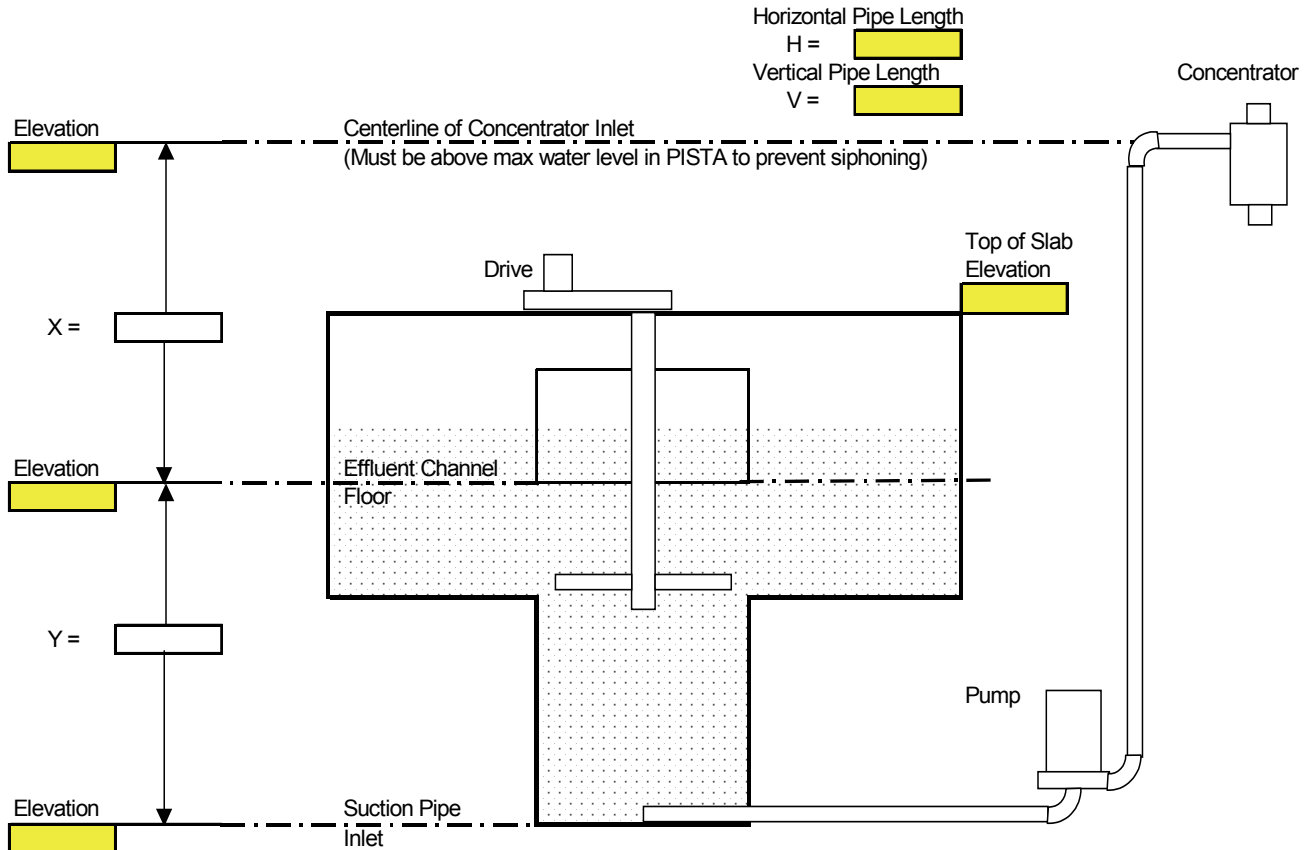 Horizontal Pipe Length
H =
Vertical Pipe Length
V =
Concentrator
Elevation
Centerline of Concentrator Inlet
(Must be above max water level in PISTA to prevent siphoning)
Top of Slab
Elevation
Drive
X =
Elevation
Effluent Channel
Floor
Y =
Pump
Elevation
Suction Pipe
Inlet